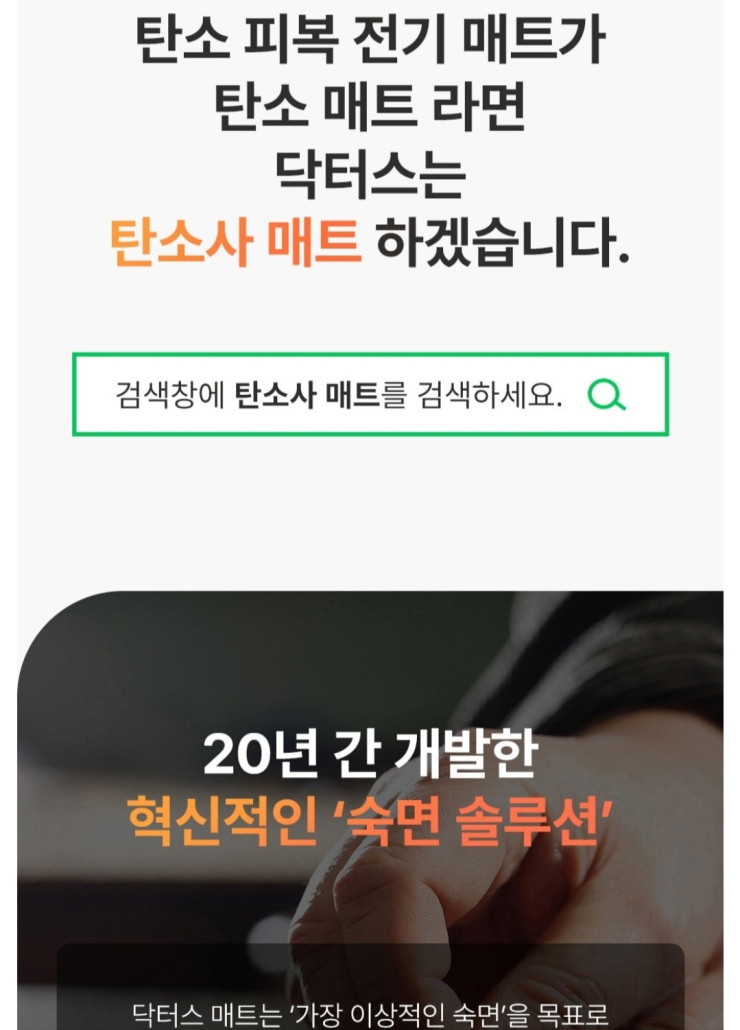 탄소 피복 전기 매트가
탄소 매트 라면
닥터스는
탄소사 매트 하겠습니다.
검색창에 탄소사 매트를 검색하세요.
20년 간 개발한
혁신적인 ‘숙면 솔루션’
닥터스 매트는 ‘가장 이상적인 숙면’을 목표로